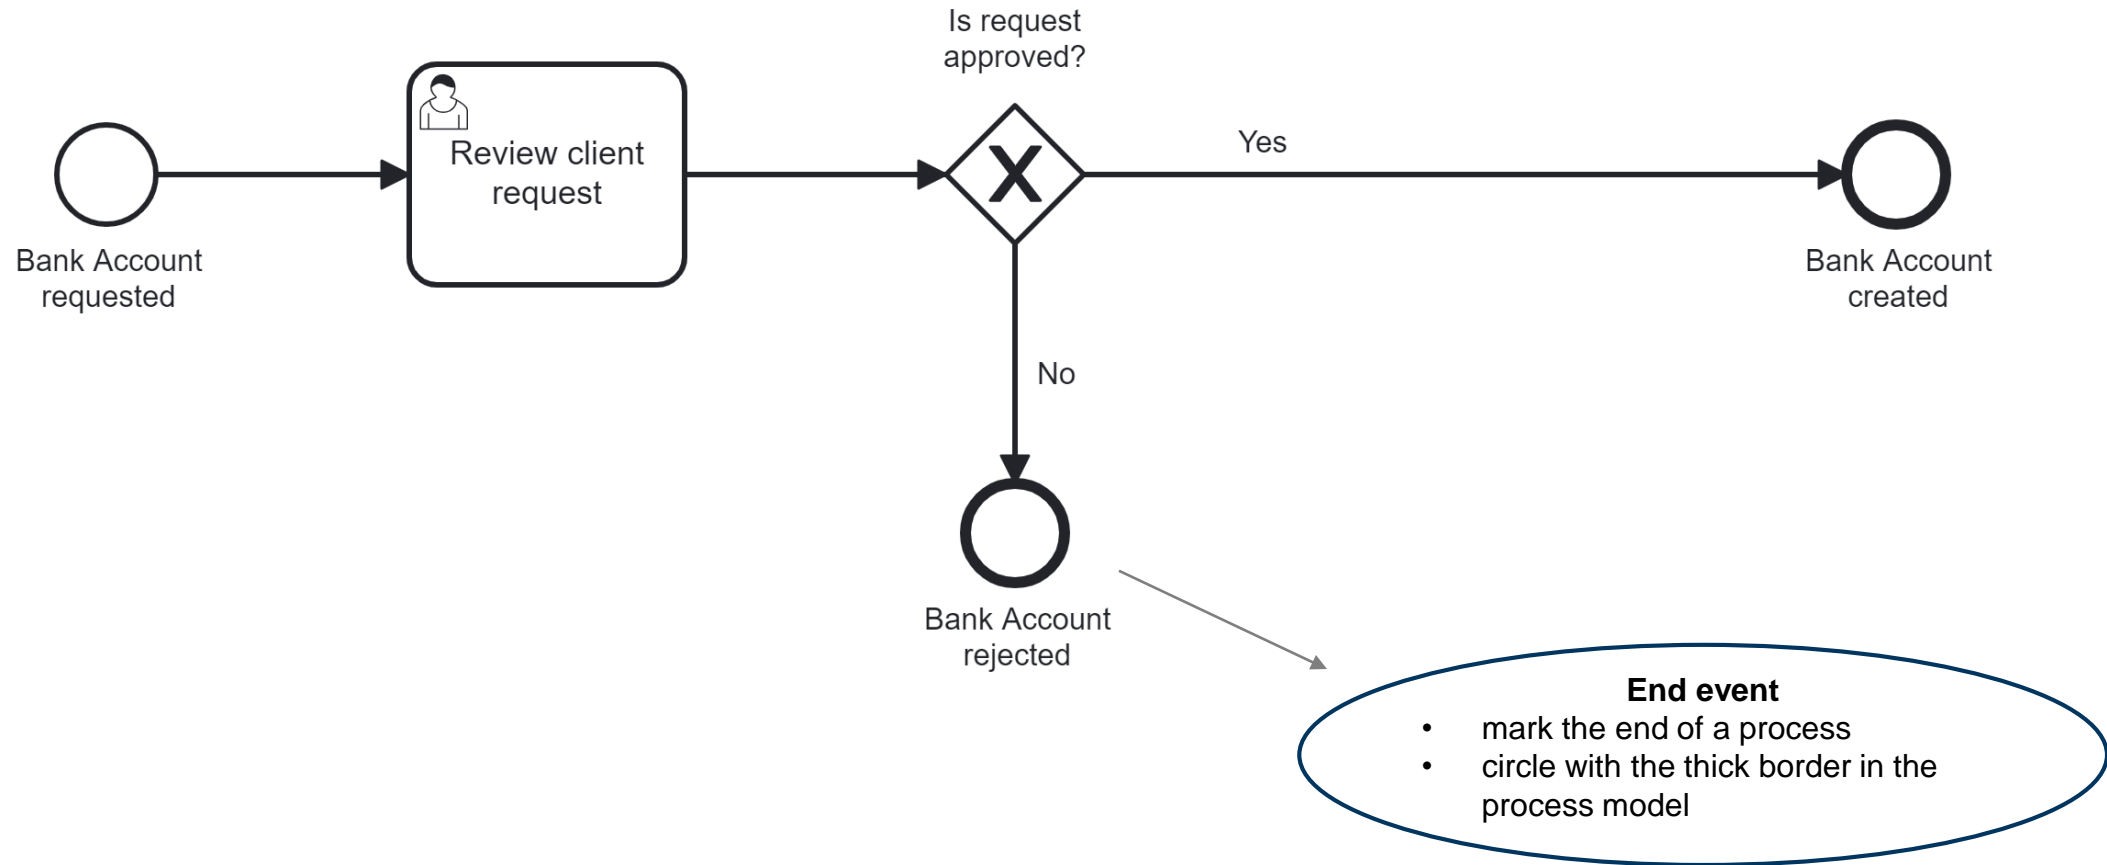 Is request
approved?
Review client
request
X
Yes
Bank Account
requested
Bank Account
created
No
Bank Account
rejected
End event
• mark the end of a process
• circle with the thick border in the
process model